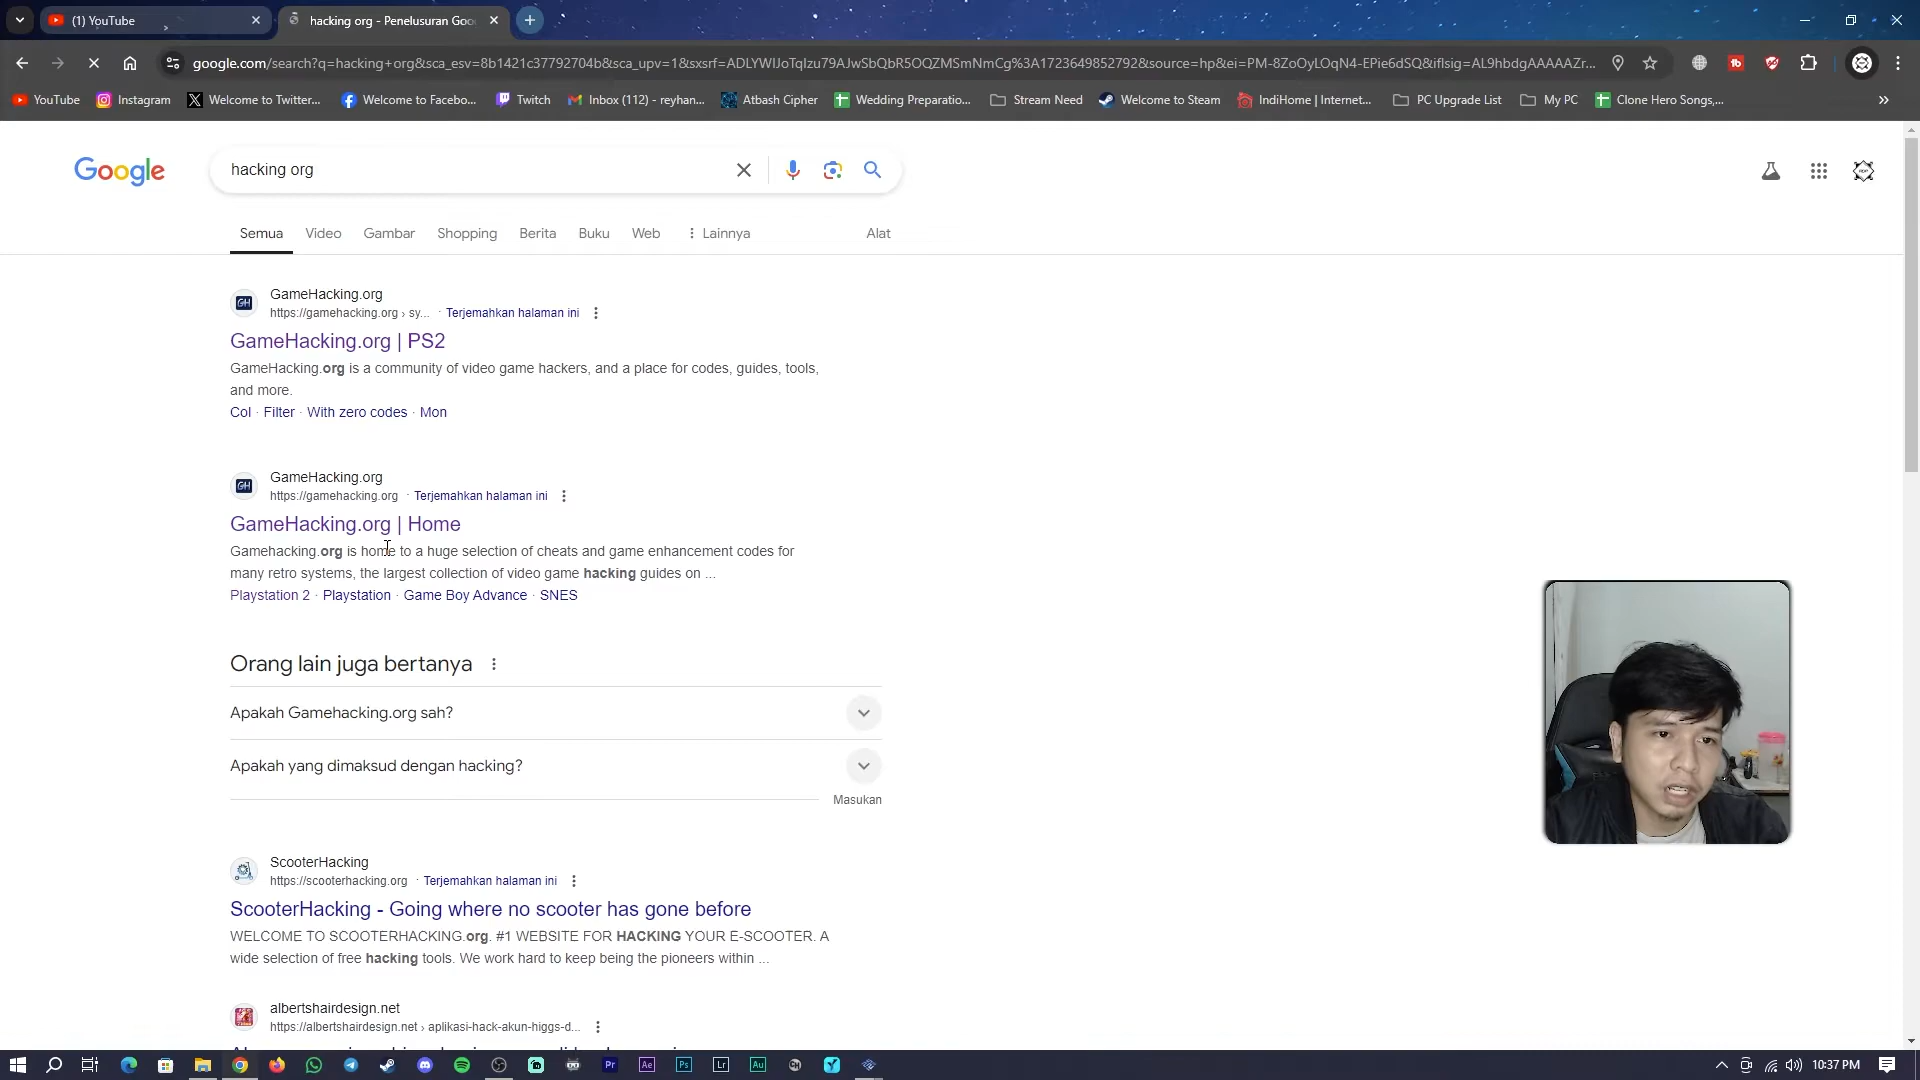 (1) YouTube
hacking org - Penelusuran Goo
google.com/search?q=hacking+org&sca_esv=8b1421c37792704b&sca_upv=1&sxsrf=ADLYWIJoTqIzu79AJwSbQbR5OQZMSmNmCg%3A1723649852792&source=hp&ei=PM-8ZoOyLOqN4-EPie6dSQ&iflsig=AL9hbdgAAAAAZr...
YouTube
Instagram
Welcome to Twitter...
Welcome to Facebo...
Twitch
Inbox (112) - reyhan...
Atbash Cipher
Wedding Preparatio...
Stream Need
Welcome to Steam
IndiHome | Internet...
PC Upgrade List
My PC
Clone Hero Songs,...
Google
hacking org
Semua
Video
Gambar
Shopping
Berita
Buku
Web
Lainnya
Alat
GameHacking.org
https://gamehacking.org › sy... · Terjemahkan halaman ini
GameHacking.org | PS2
GameHacking.org is a community of video game hackers, and a place for codes, guides, tools,
and more.
Col · Filter · With zero codes · Mon
GameHacking.org
https://gamehacking.org · Terjemahkan halaman ini
GameHacking.org | Home
Gamehacking.org is home to a huge selection of cheats and game enhancement codes for
many retro systems, the largest collection of video game hacking guides on ...
Playstation 2 · Playstation · Game Boy Advance · SNES
Orang lain juga bertanya
Apakah Gamehacking.org sah?
Apakah yang dimaksud dengan hacking?
Masukan
ScooterHacking
https://scooterhacking.org · Terjemahkan halaman ini
ScooterHacking - Going where no scooter has gone before
WELCOME TO SCOOTERHACKING.org. #1 WEBSITE FOR HACKING YOUR E-SCOOTER. A
wide selection of free hacking tools. We work hard to keep being the pioneers within ...
albertshairdesign.net
https://albertshairdesign.net › aplikasi-hack-akun-higgs-d...
10:37 PM